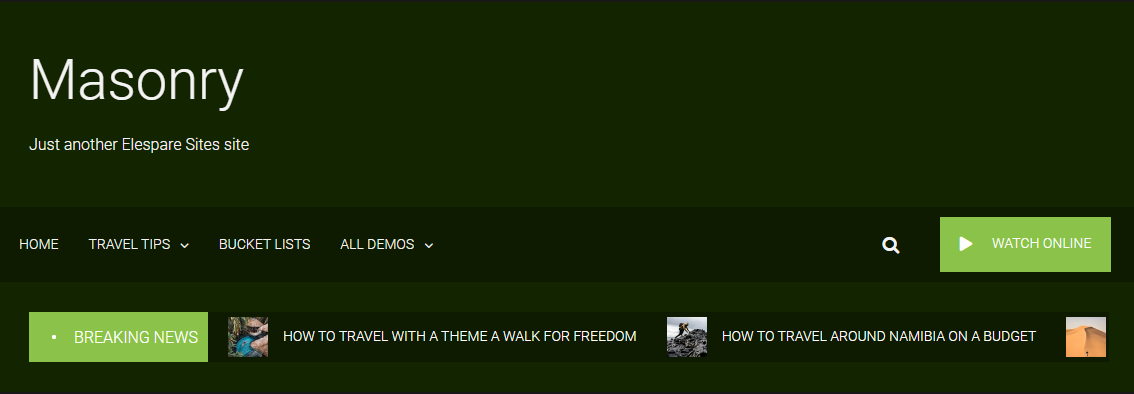 Masonry
Just another Elespare Sites site
HOME TRAVEL TIPS BUCKET LISTS ALL DEMOS WATCH ONLINE
BREAKING NEWS HOW TO TRAVEL WITH A THEME A WALK FOR FREEDOM HOW TO TRAVEL AROUND NAMIBIA ON A BUDGET